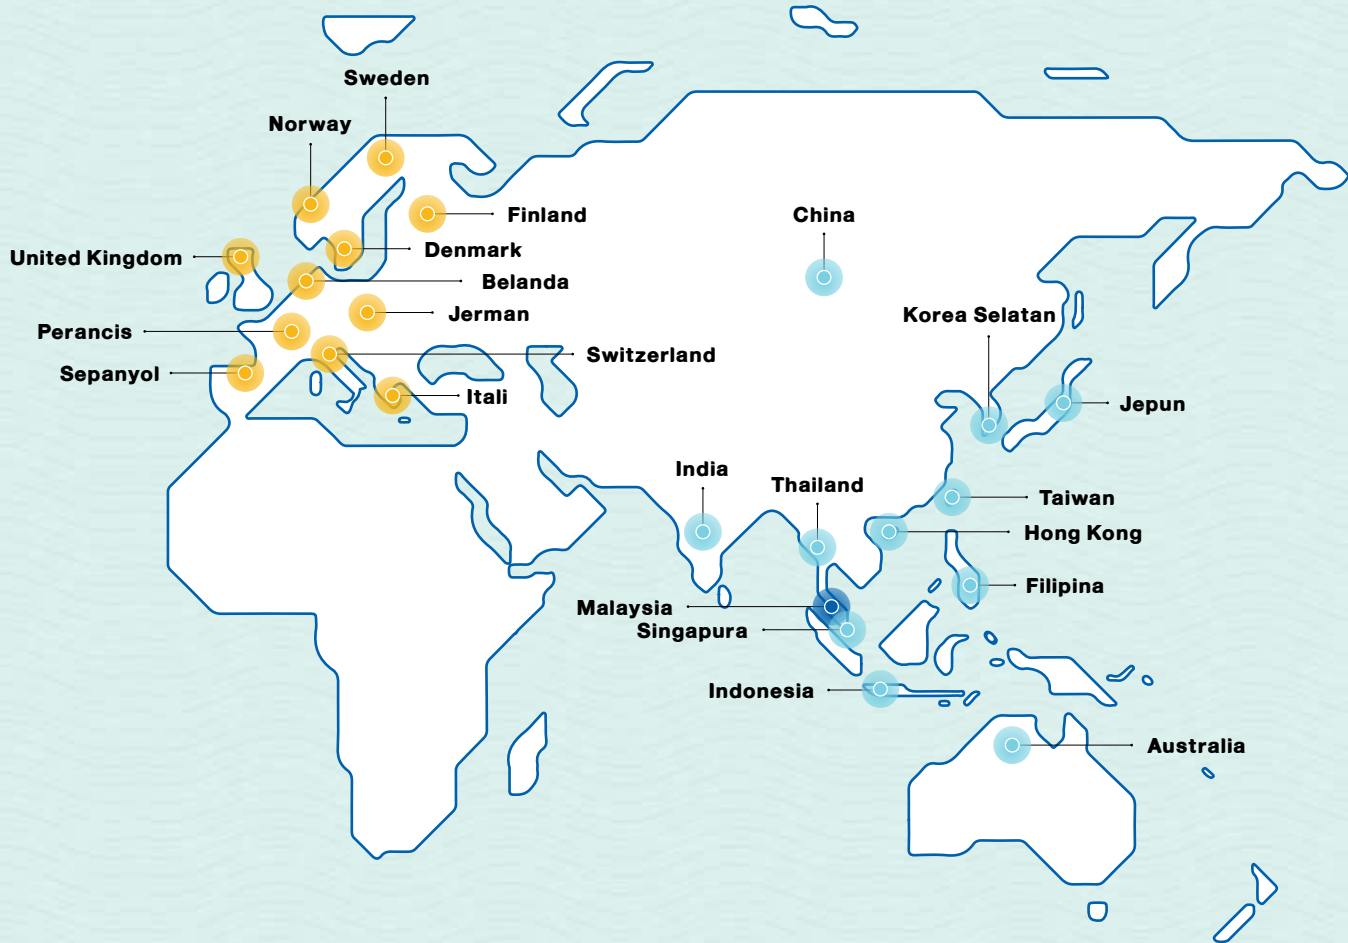 Sweden
Norway
Finland
China
Denmark
United Kingdom
Belanda
Jerman
Korea Selatan
Perancis
Switzerland
Sepanyol
Itali
Jepun
India
Thailand
Taiwan
Hong Kong
Filipina
Malaysia
Singapura
Indonesia
Australia